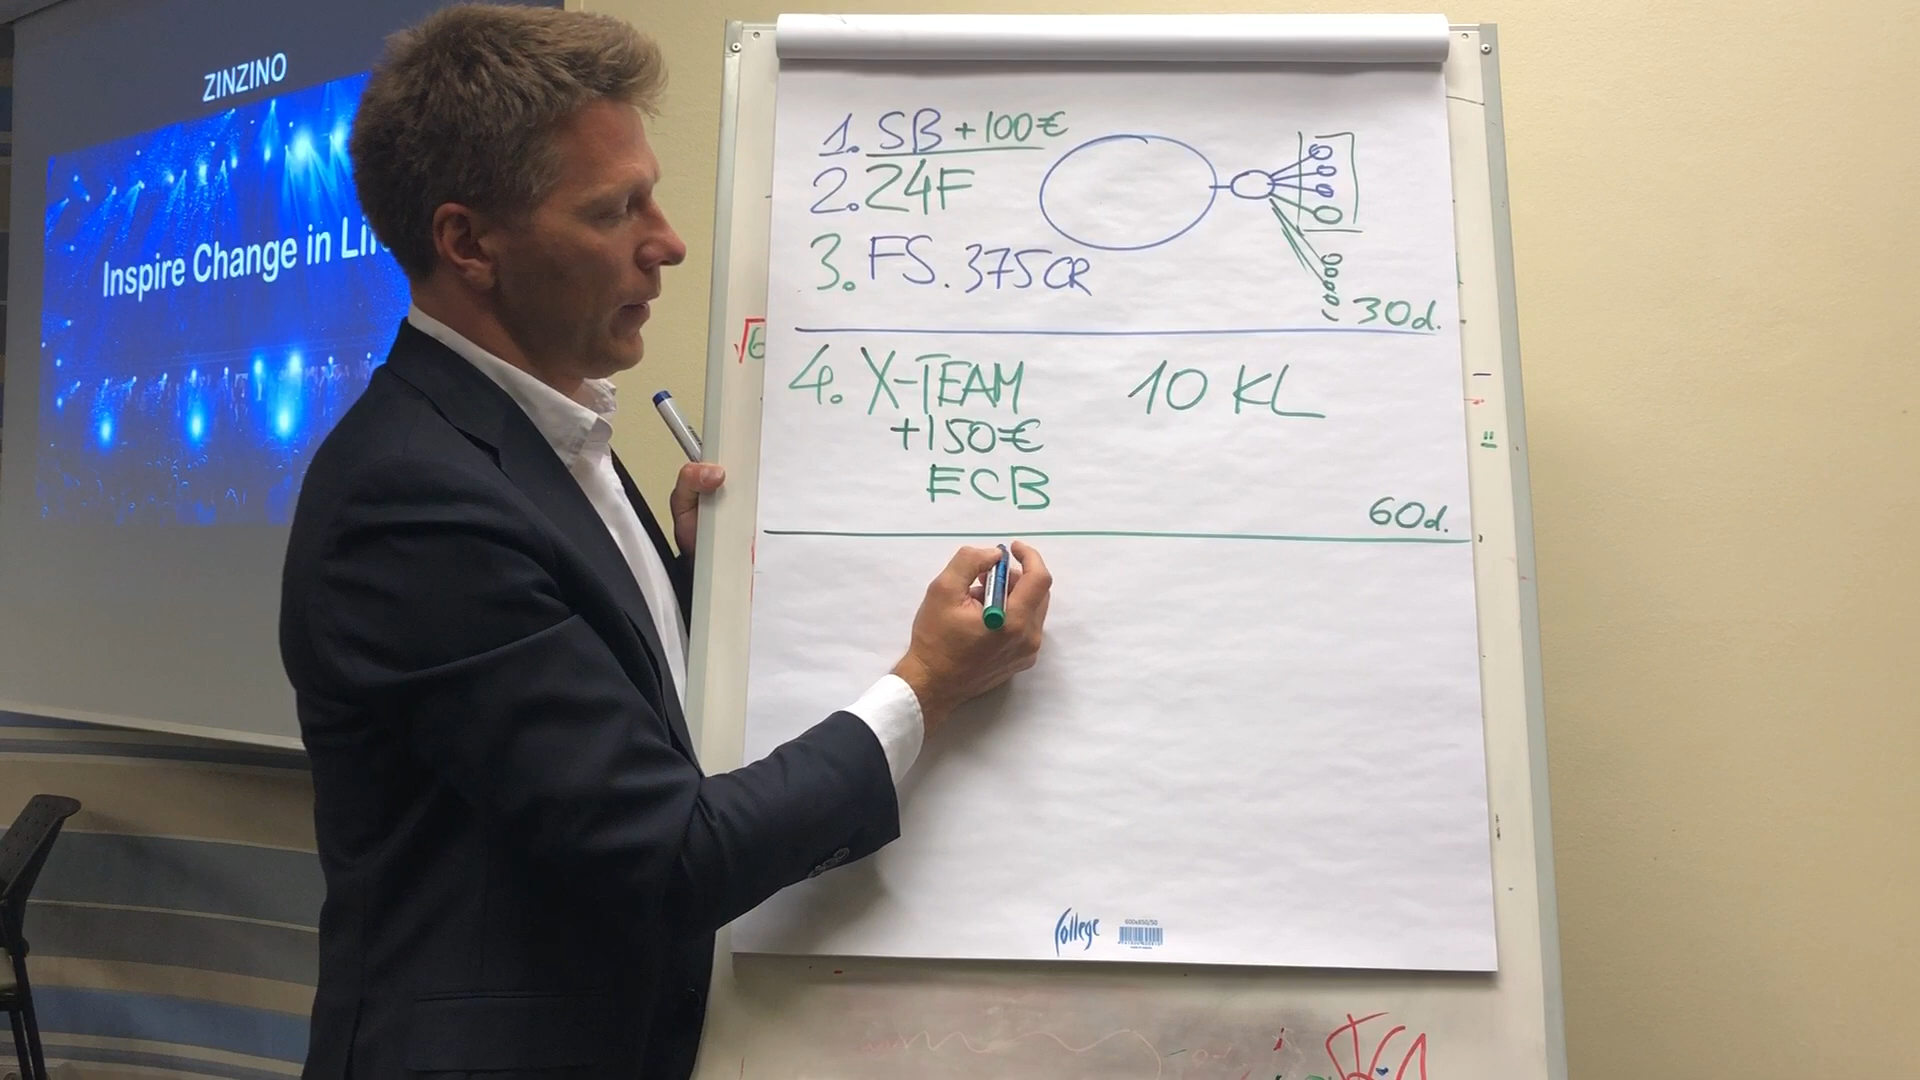 ZINZINO
Inspire Change in Lif
1. SB +100€
2. 24F
3. FS. 375CR
30d.
4. X-TEAM 10 KL
+150€
ECB
60d.
College